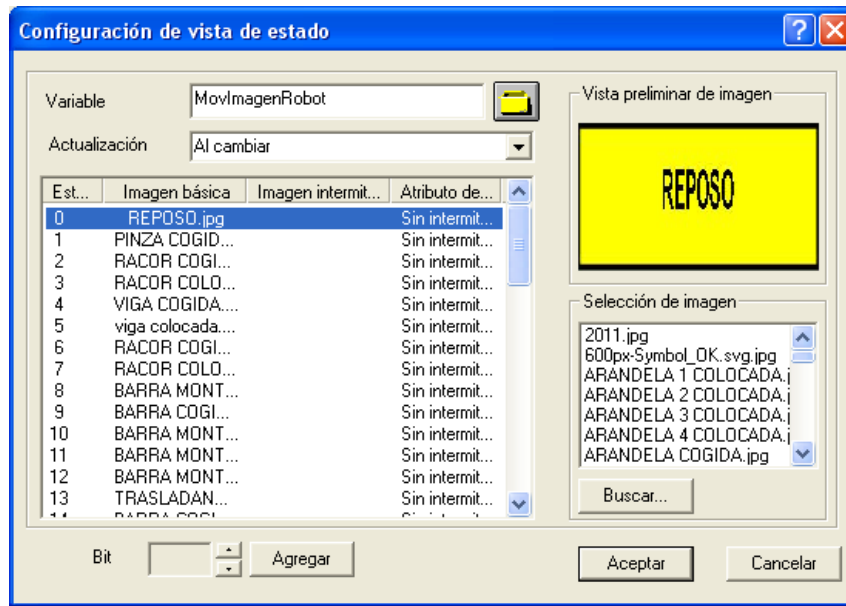 Configuración de vista de estado
Variable
MovImagenRobot
Actualización
Al cambiar
Est... Imagen básica Imagen intermit... Atributo de...
0 REPOSO.jpg Sin intermit...
1 PINZA COGID... Sin intermit...
2 RACOR COGI... Sin intermit...
3 RACOR COLO... Sin intermit...
4 VIGA COGIDA.... Sin intermit...
5 viga colocada.... Sin intermit...
6 RACOR COGI... Sin intermit...
7 RACOR COLO... Sin intermit...
8 BARRA MONT... Sin intermit...
9 BARRA COGI... Sin intermit...
10 BARRA MONT... Sin intermit...
11 BARRA MONT... Sin intermit...
12 BARRA MONT... Sin intermit...
13 TRASLADAN... Sin intermit...
Bit
Agregar
Vista preliminar de imagen
REPOSO
Selección de imagen
2011.jpg
600px-Symbol_OK.svg.jpg
ARANDELA 1 COLOCADA.j
ARANDELA 2 COLOCADA.j
ARANDELA 3 COLOCADA.j
ARANDELA 4 COLOCADA.j
ARANDELA COGIDA.jpg
Buscar...
Aceptar
Cancelar